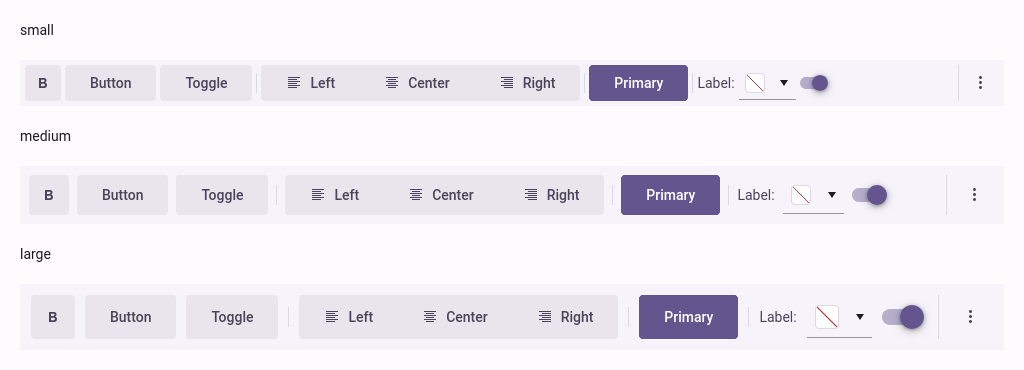 small
B Button Toggle Left Center Right Primary Label:
medium
B Button Toggle Left Center Right Primary Label:
large
B Button Toggle Left Center Right Primary Label: